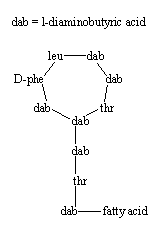 dab = l-diaminobutyric acid
leu—dab
D-phe dab
dab thr
dab
dab
thr
dab—fatty acid